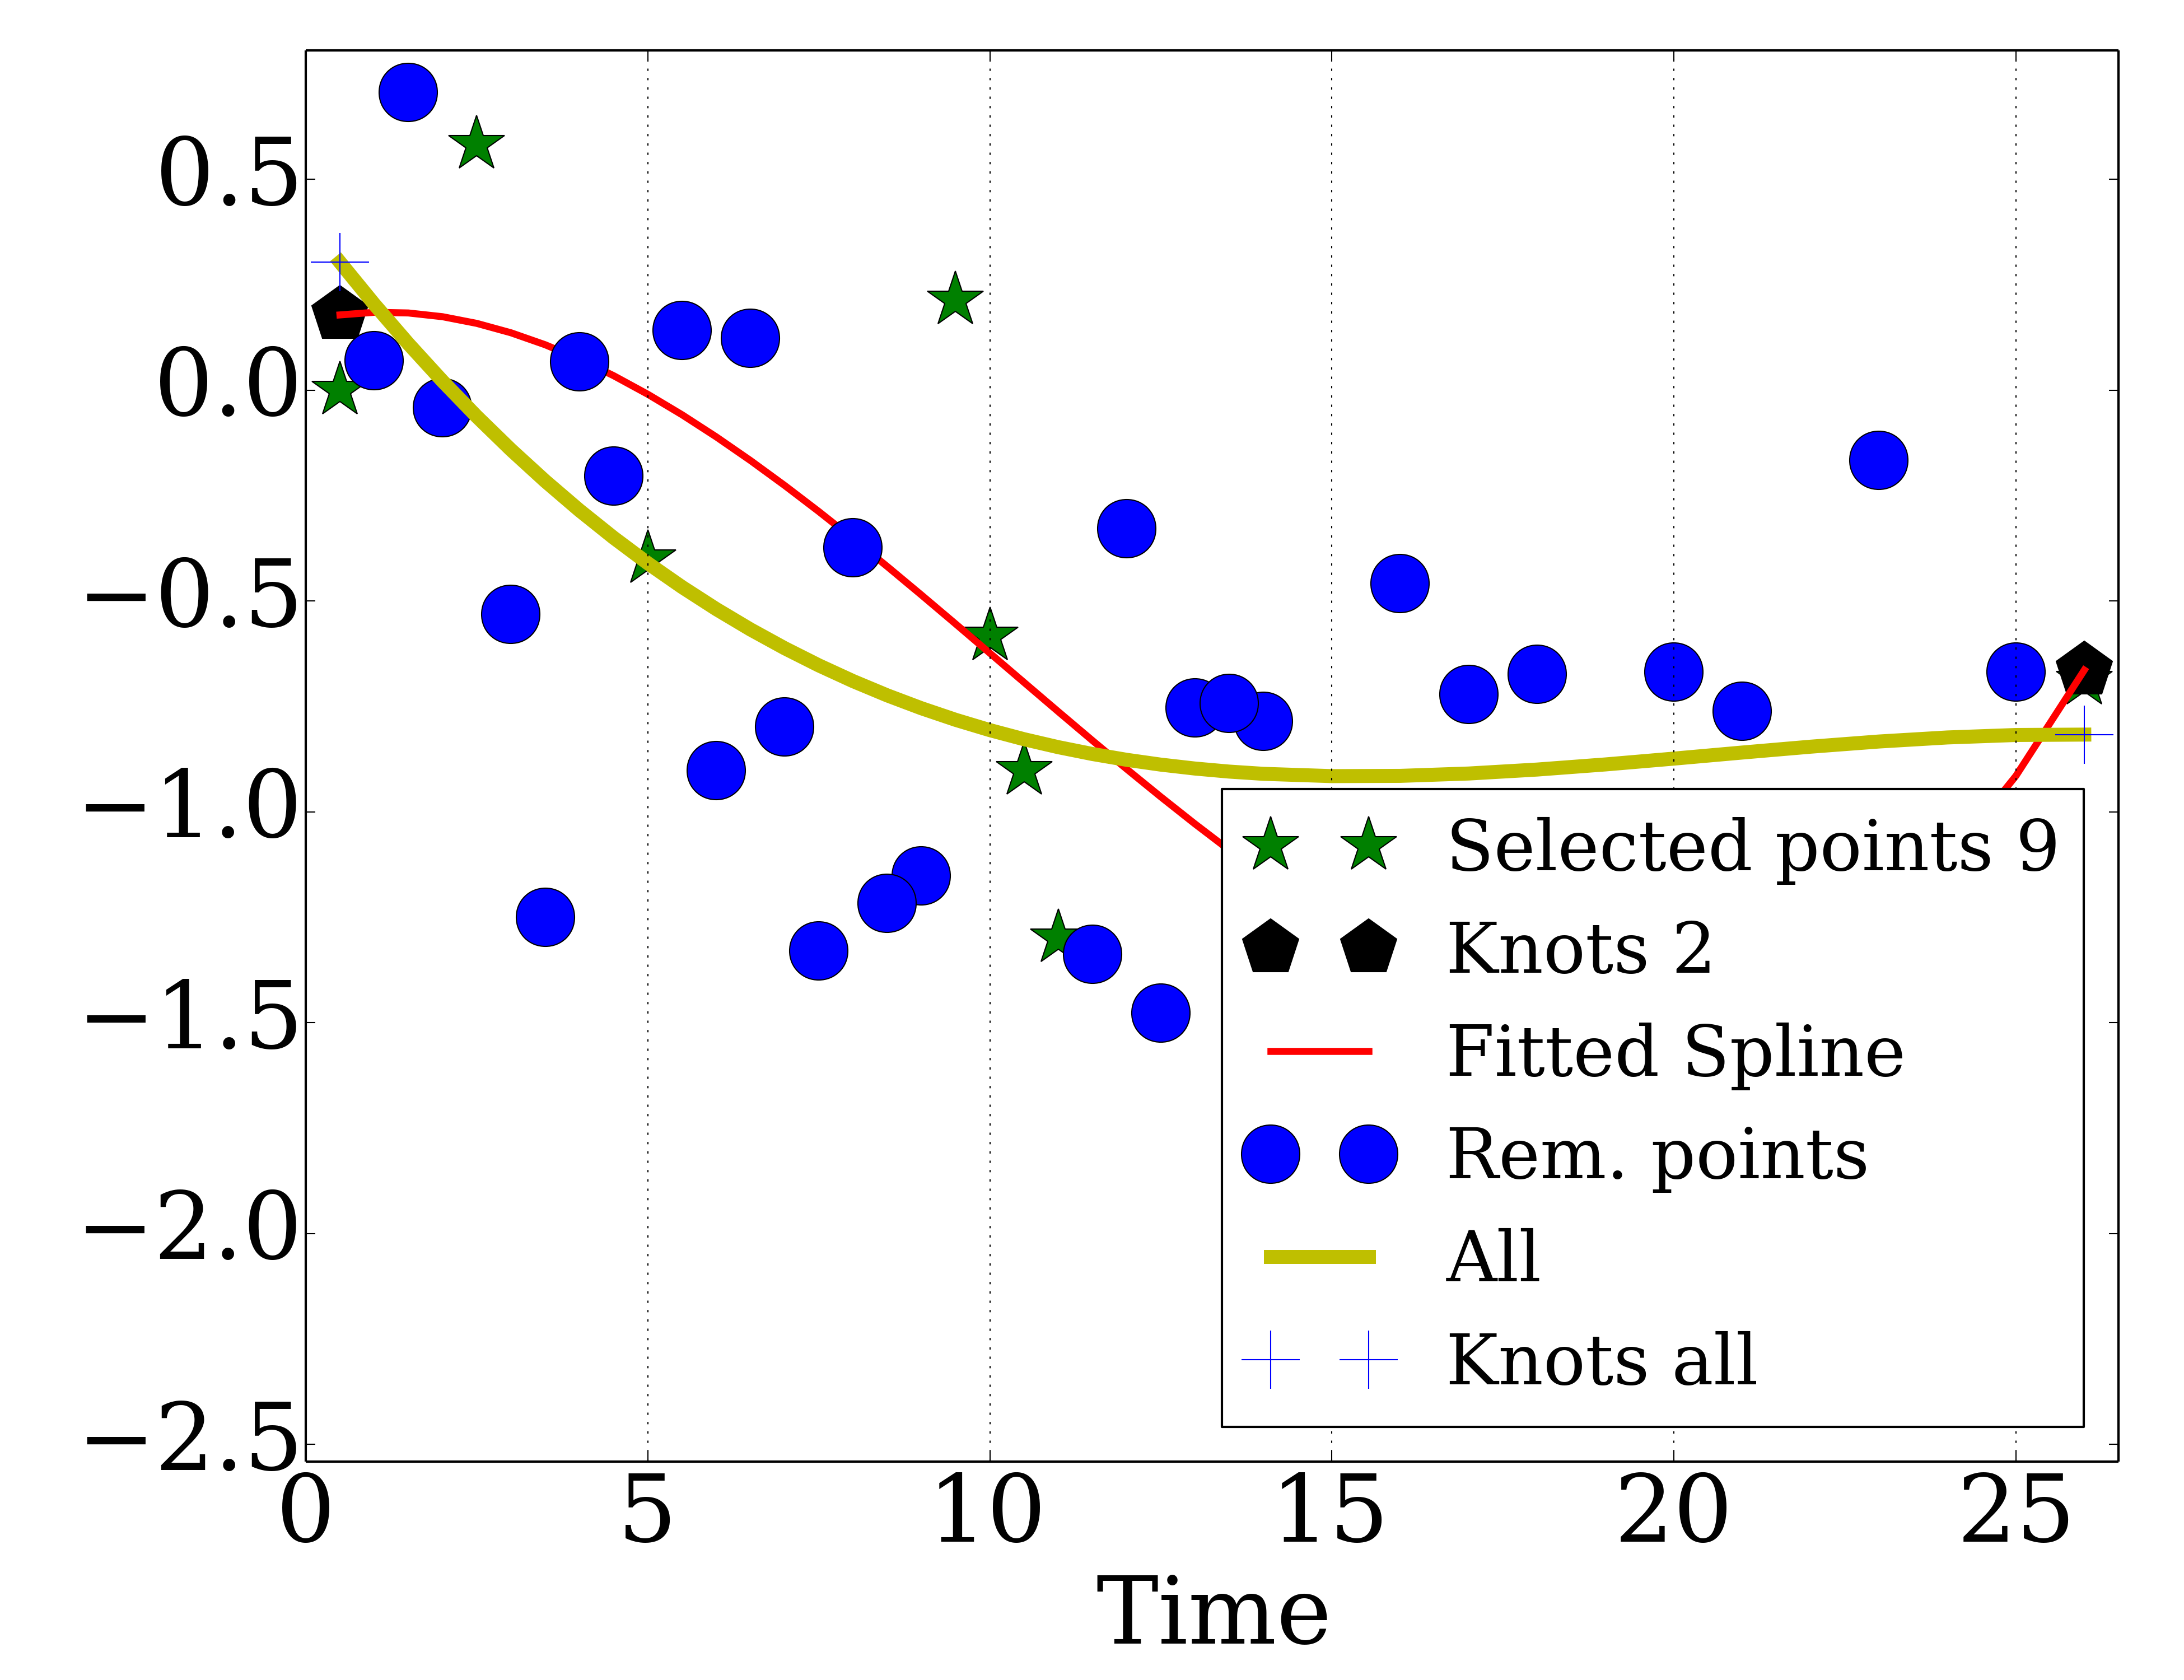 0.5
0.0
−0.5
−1.0
−1.5
−2.0
−2.5
Selected points 9
Knots 2
Fitted Spline
Rem. points
All
Knots all
0 5 10 15 20 25
Time